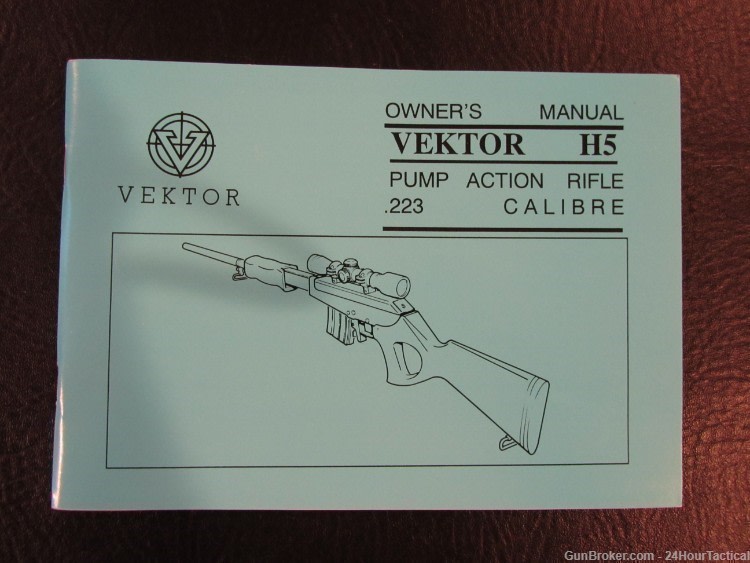 OWNER'S MANUAL
VEKTOR H5
PUMP ACTION RIFLE
.223 CALIBRE
VEKTOR
GunBroker.com - 24HourTactical